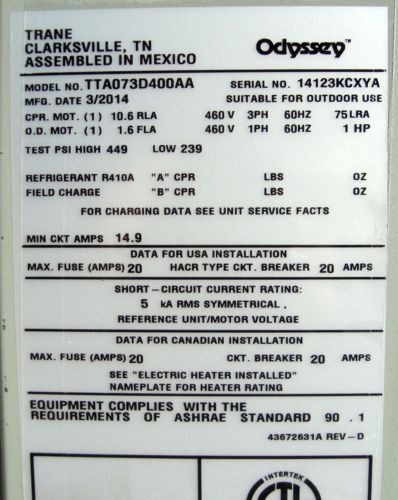 TRANE
CLARKSVILLE, TN
ASSEMBLED IN MEXICO
Odyssey™
MODEL NO. TTA073D400AA SERIAL NO. 14123KCXYA
MFG. DATE 3/2014 SUITABLE FOR OUTDOOR USE
CPR. MOT. (1) 10.6 RLA 460 V 3PH 60HZ 75 LRA
O.D. MOT. (1) 1.6 FLA 460 V 1PH 60HZ 1 HP
TEST PSI HIGH 449 LOW 239
REFRIGERANT R410A "A" CPR LBS OZ
FIELD CHARGE "B" CPR LBS OZ
FOR CHARGING DATA SEE UNIT SERVICE FACTS
MIN CKT AMPS 14.9
DATA FOR USA INSTALLATION
MAX. FUSE (AMPS) 20 HACR TYPE CKT. BREAKER 20 AMPS
SHORT-CIRCUIT CURRENT RATING:
5 kA RMS SYMMETRICAL,
REFERENCE UNIT/MOTOR VOLTAGE
DATA FOR CANADIAN INSTALLATION
MAX. FUSE (AMPS) 20 CKT. BREAKER 20 AMPS
SEE "ELECTRIC HEATER INSTALLED"
NAMEPLATE FOR HEATER RATING
EQUIPMENT COMPLIES WITH THE
REQUIREMENTS OF ASHRAE STANDARD 90.1
43672631A REV-D
INTERTEK